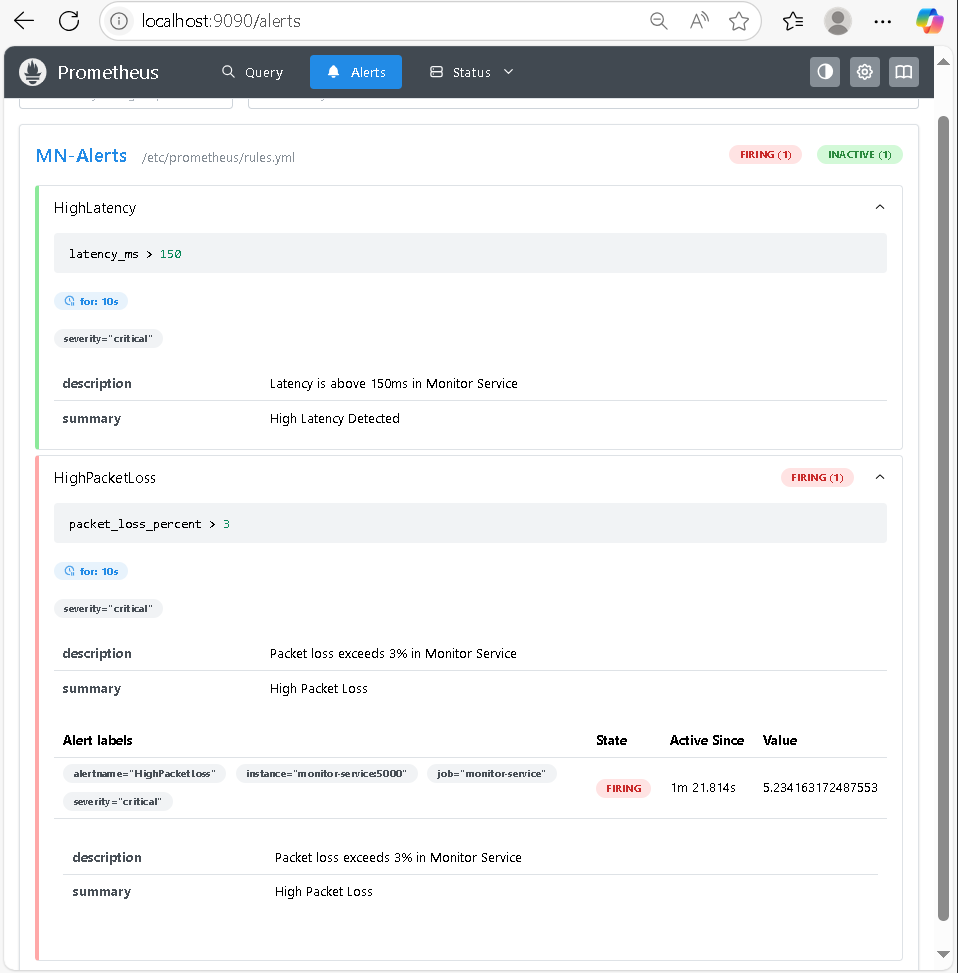 localhost:9090/alerts
Prometheus Query Alerts Status
MN-Alerts /etc/prometheus/rules.yml FIRING (1) INACTIVE (1)
HighLatency
latency_ms > 150
for: 10s
severity="critical"
description Latency is above 150ms in Monitor Service
summary High Latency Detected
HighPacketLoss FIRING (1)
packet_loss_percent > 3
for: 10s
severity="critical"
description Packet loss exceeds 3% in Monitor Service
summary High Packet Loss
Alert labels State Active Since Value
alertname="HighPacketLoss" instance="monitor-service:5000" job="monitor-service"
severity="critical" FIRING 1m 21.814s 5.234163172487553
description Packet loss exceeds 3% in Monitor Service
summary High Packet Loss